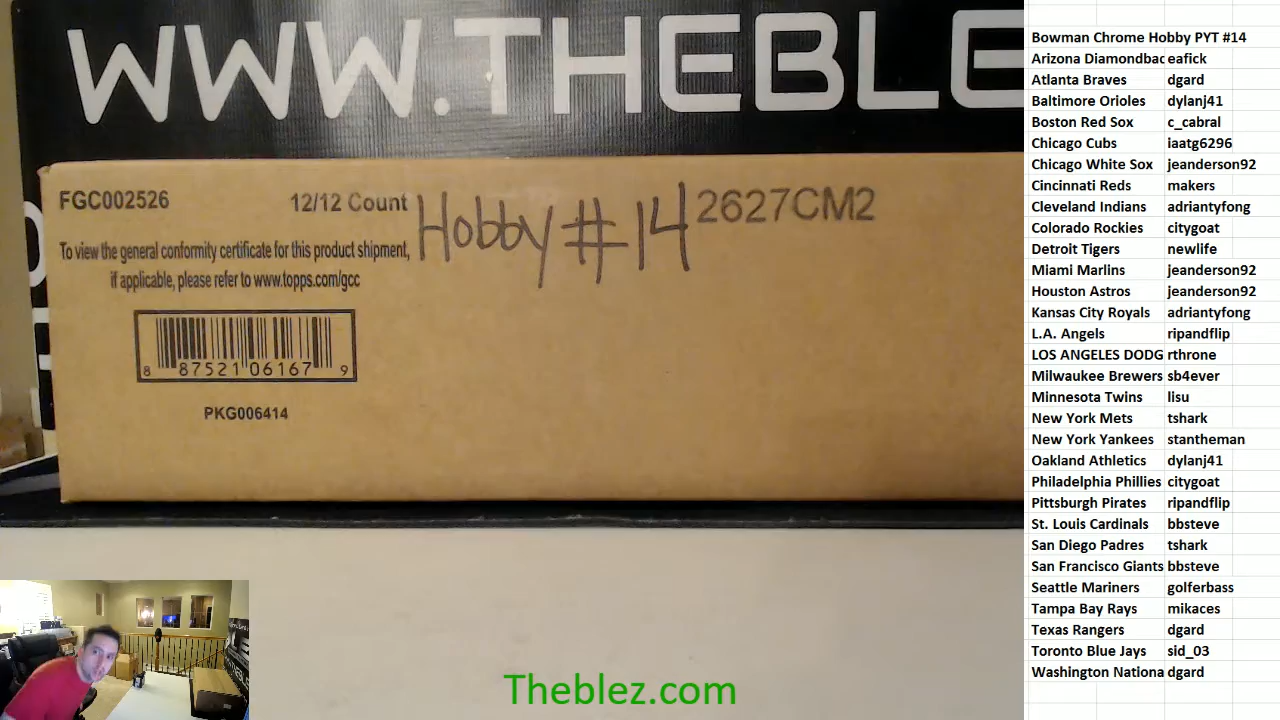 WWW.THEBLE
FGC002526
12/12 Count
Hobby #14
2627CM2
To view the general conformity certificate for this product shipment,
if applicable, please refer to www.topps.com/gcc
8 87521 06167 9
PKG006414
Theblez.com
Bowman Chrome Hobby PYT #14
Arizona Diamondbac eafick
Atlanta Braves dgard
Baltimore Orioles dylanj41
Boston Red Sox c_cabral
Chicago Cubs iaatg6296
Chicago White Sox jeanderson92
Cincinnati Reds makers
Cleveland Indians adriantyfong
Colorado Rockies citygoat
Detroit Tigers newlife
Miami Marlins jeanderson92
Houston Astros jeanderson92
Kansas City Royals adriantyfong
L.A. Angels ripandflip
LOS ANGELES DODG rthrone
Milwaukee Brewers sb4ever
Minnesota Twins lisu
New York Mets tshark
New York Yankees stantheman
Oakland Athletics dylanj41
Philadelphia Phillies citygoat
Pittsburgh Pirates ripandflip
St. Louis Cardinals bbsteve
San Diego Padres tshark
San Francisco Giants bbsteve
Seattle Mariners golferbass
Tampa Bay Rays mikaces
Texas Rangers dgard
Toronto Blue Jays sid_03
Washington Nationa dgard